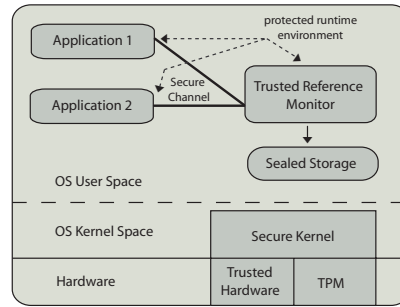 protected runtime
environment
Application 1
Secure
Channel
Trusted Reference
Monitor
Application 2
Sealed Storage
OS User Space
OS Kernel Space
Secure Kernel
Hardware
Trusted
Hardware
TPM